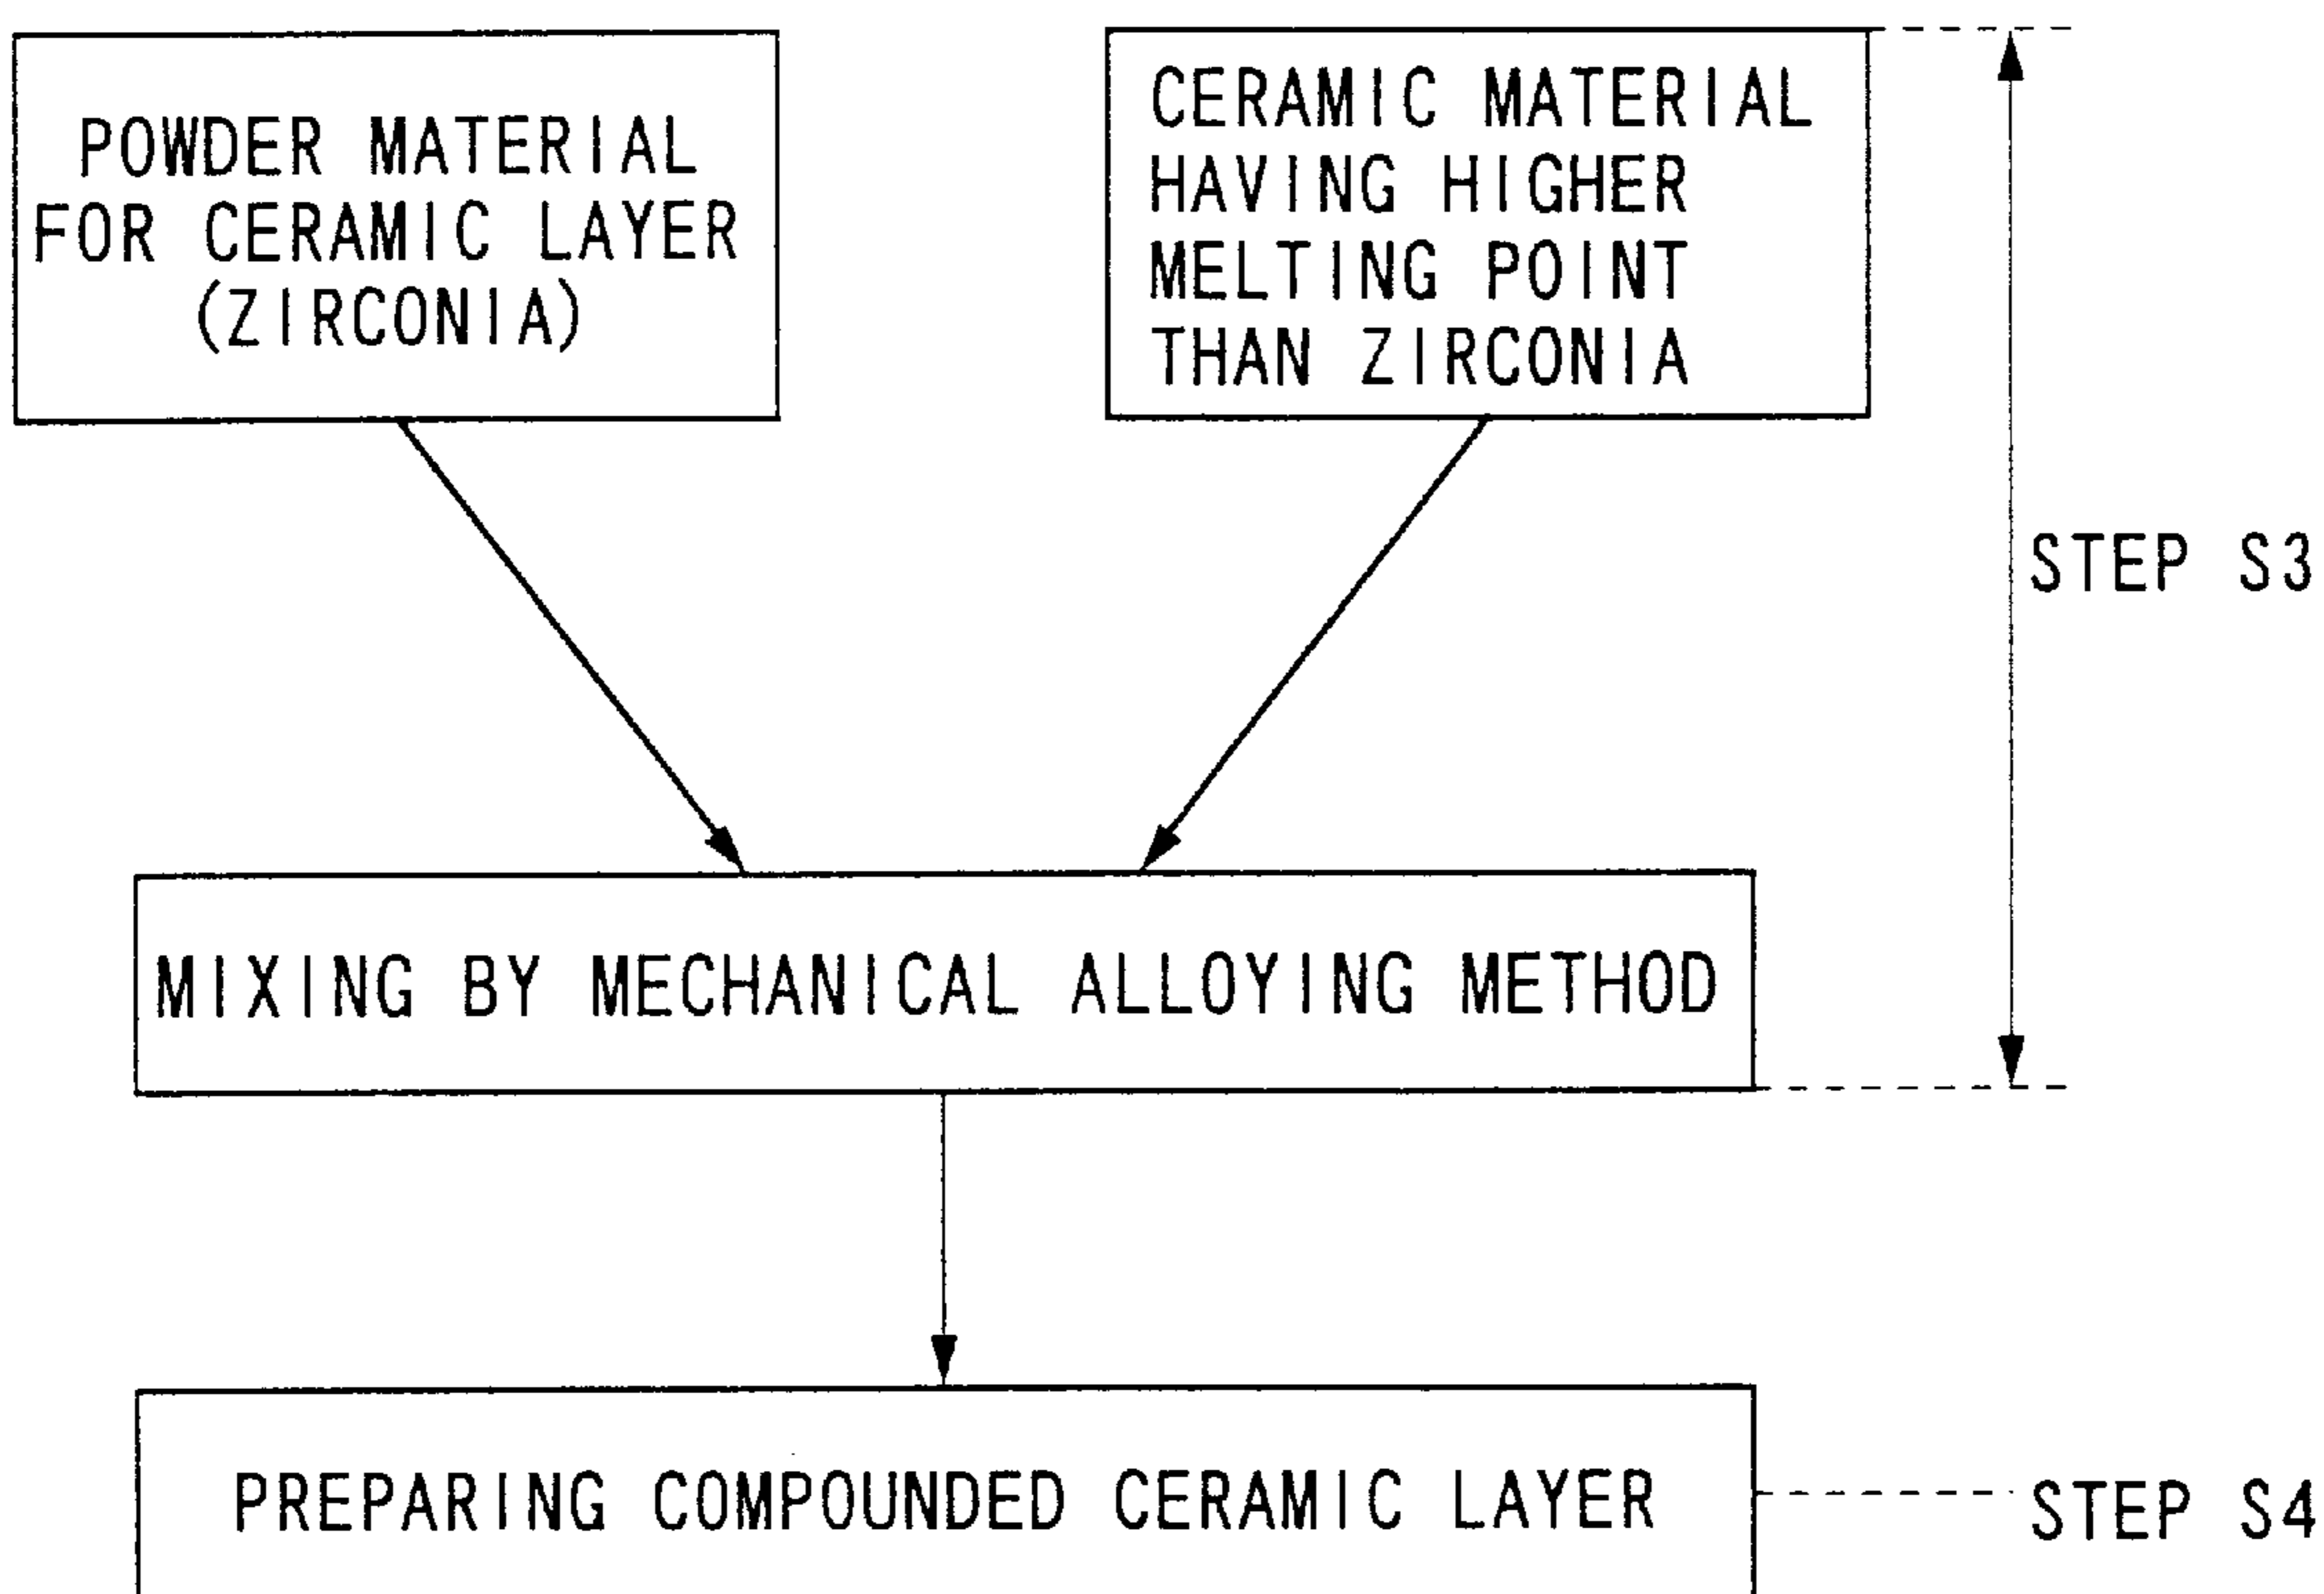 POWDER MATERIAL
FOR CERAMIC LAYER
(ZIRCONIA)
CERAMIC MATERIAL
HAVING HIGHER
MELTING POINT
THAN ZIRCONIA
STEP S3
MIXING BY MECHANICAL ALLOYING METHOD
PREPARING COMPOUNDED CERAMIC LAYER
STEP S4